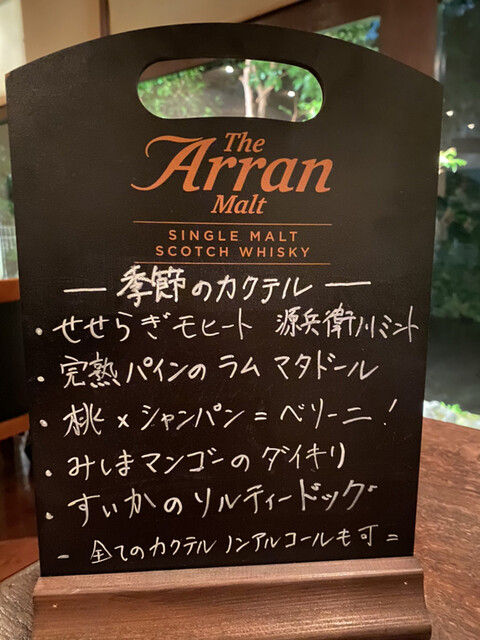 The
Arran
Malt
SINGLE MALT
SCOTCH WHISKY
― 季節のカクテル ―
・せせらぎモヒート 源兵衛川ミント
・完熟パインのラム マタドール
・桃×シャンパン=ベリーニ!
・みしまマンゴーのダイキリ
・すいかのソルティードッグ
- 全てのカクテルノンアルコールも可 =